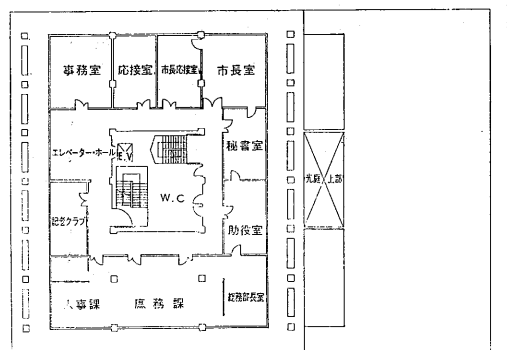 事務室
応接室
市長応接室
市長室
エレベーター・ホール
E.V
秘書室
W.C
光庭上部
記者クラブ
助役室
人事課
庶務課
総務部長室